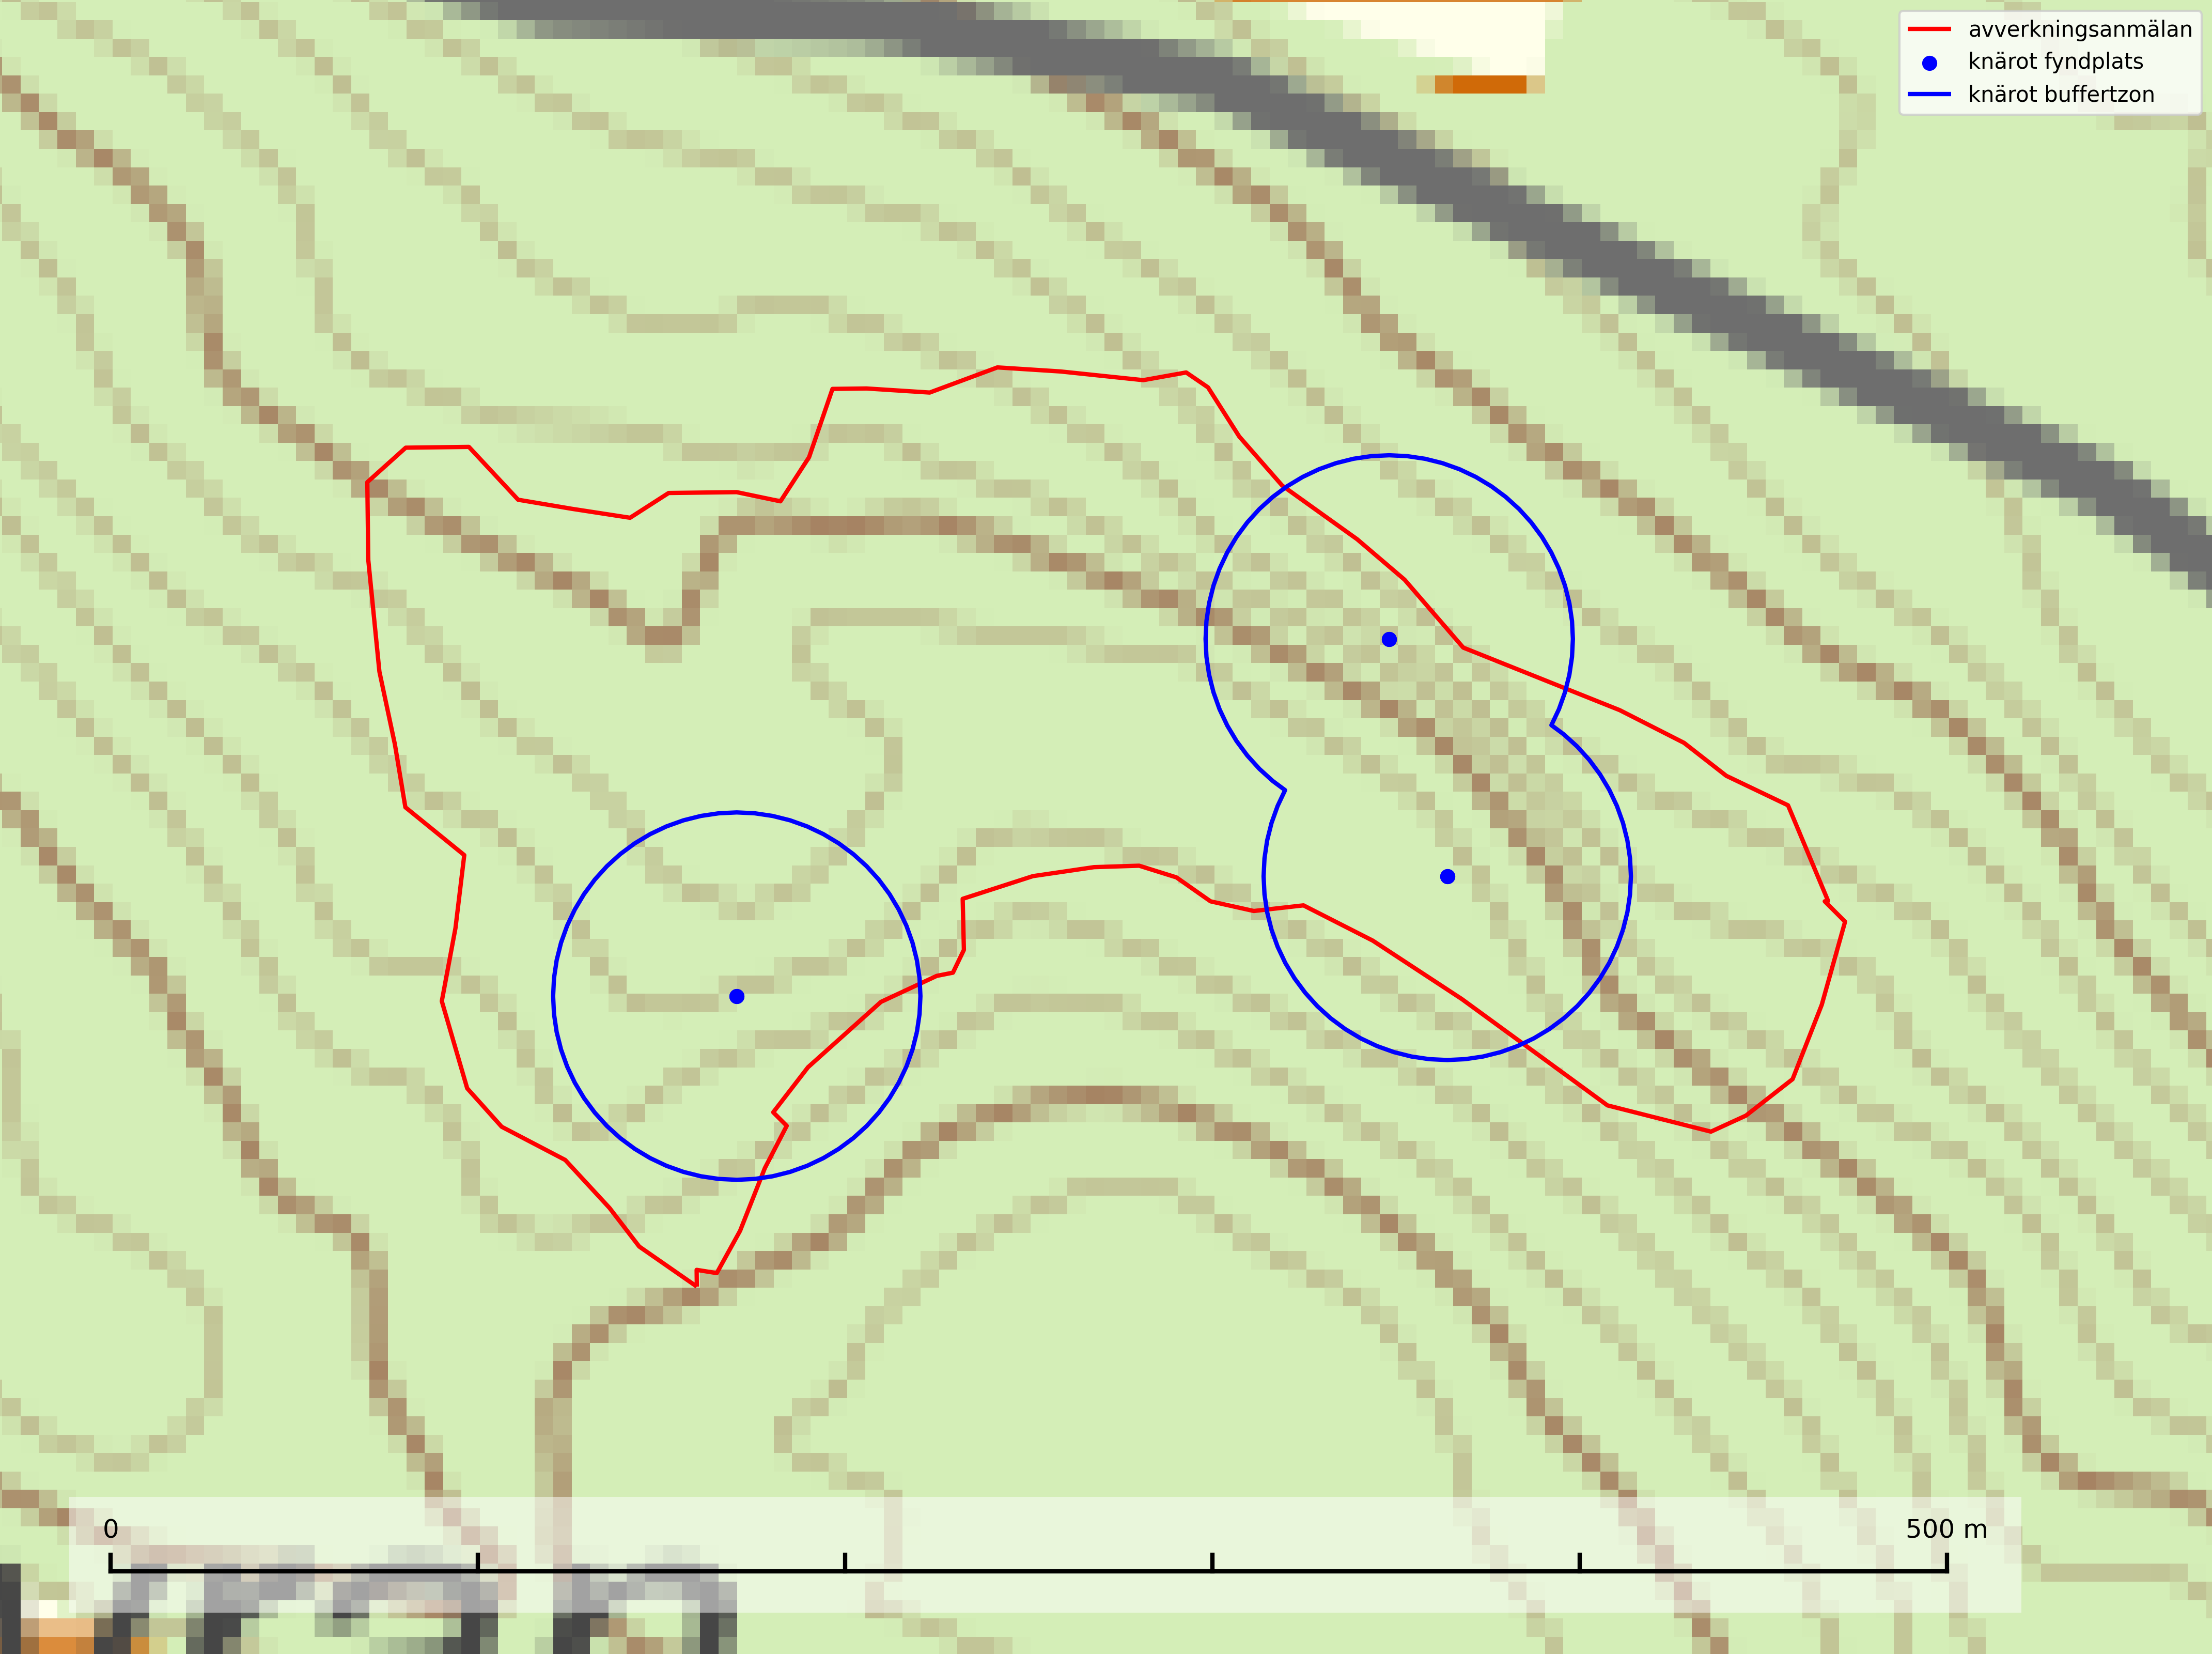 avverkningsanmälan
knärot fyndplats
knärot buffertzon
0
500 m